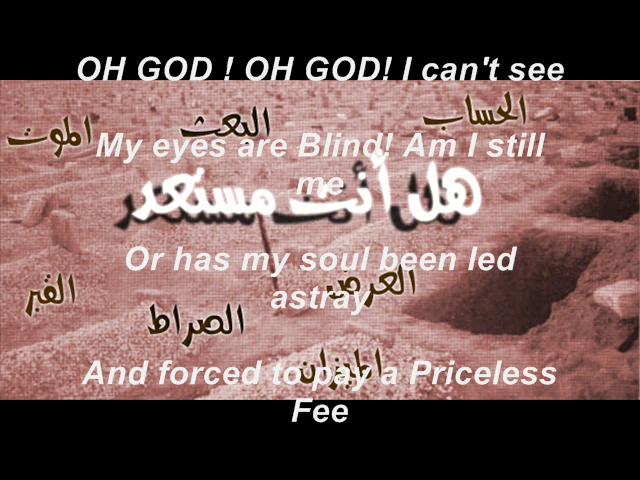 OH GOD ! OH GOD! I can't see
الموت البعث الحساب
My eyes are Blind! Am I still
me
هل أنت مستعد
Or has my soul been led
astray
القبر الصراط العرض
And forced to pay a Priceless
الميزان
Fee